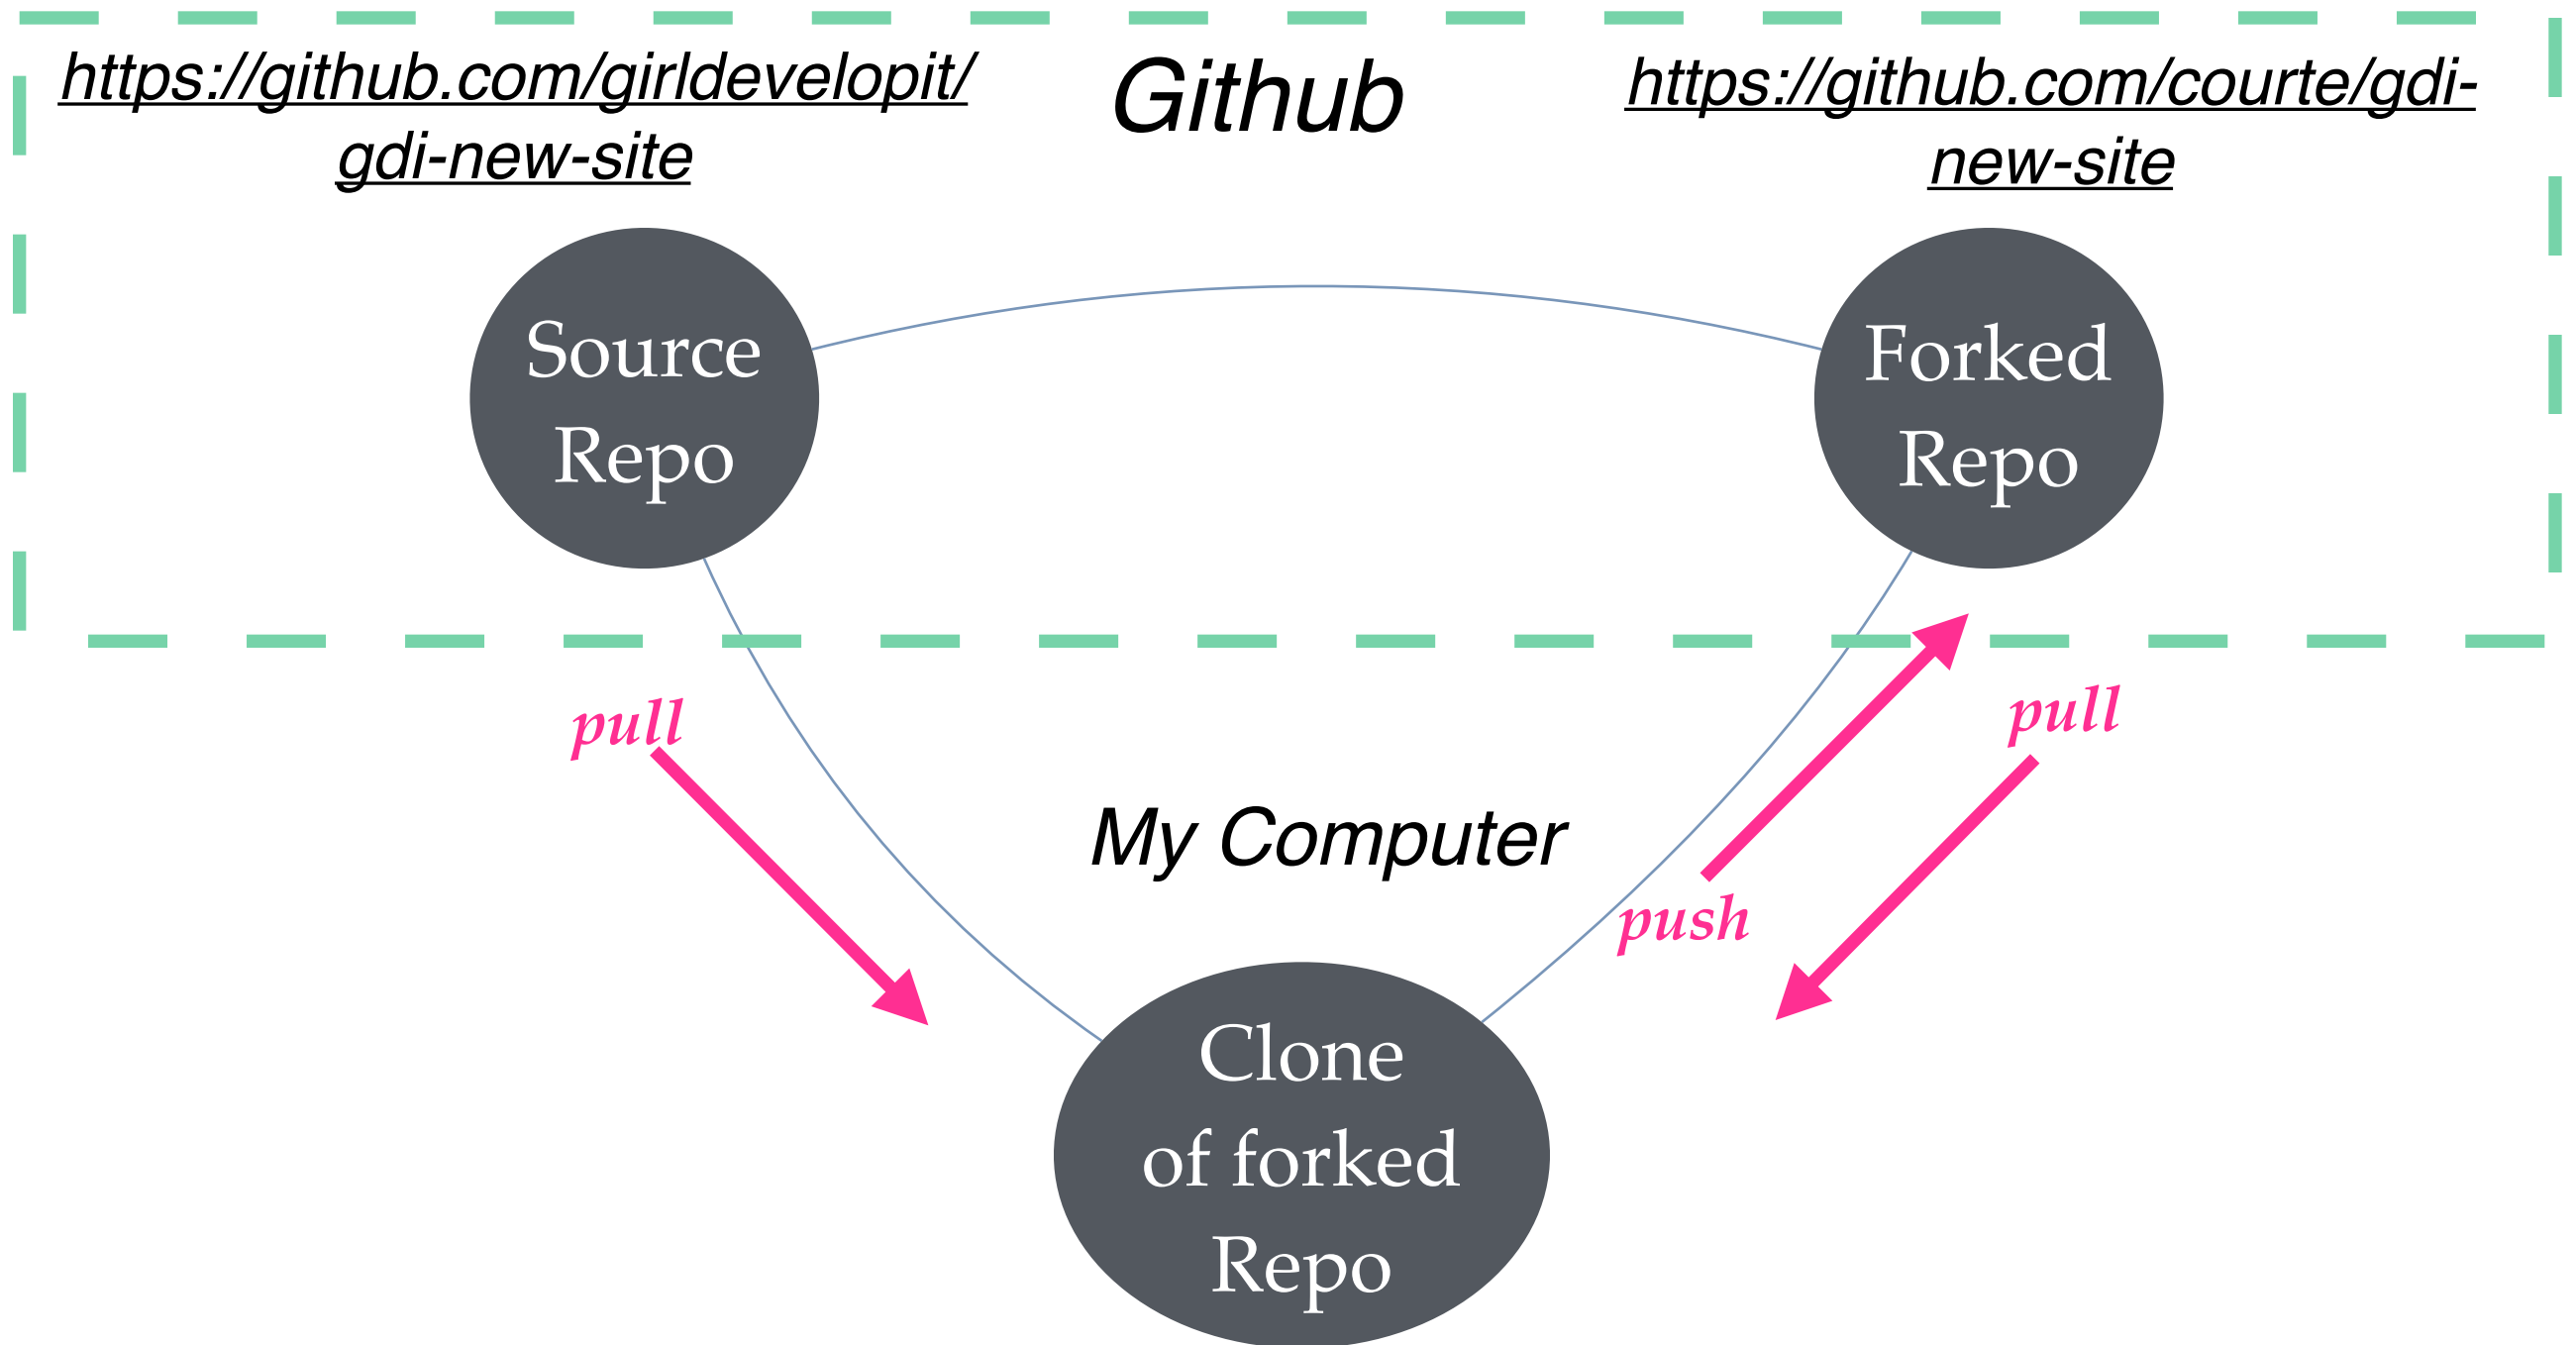 https://github.com/girldevelopit/
gdi-new-site
Github
https://github.com/courte/gdi-
new-site
Source
Repo
Forked
Repo
pull
pull
My Computer
push
Clone
of forked
Repo